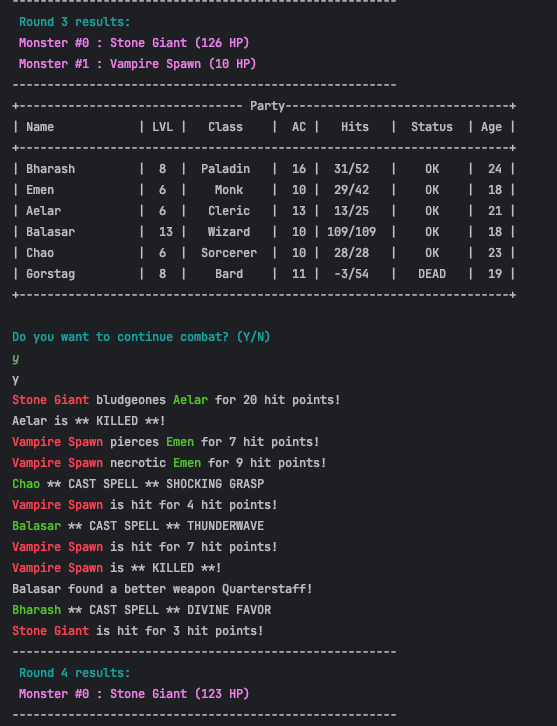 -------------------------------------------------------
 Round 3 results:
 Monster #0 : Stone Giant (126 HP)
 Monster #1 : Vampire Spawn (10 HP)
-------------------------------------------------------
+-------------------------------- Party--------------------------------+
| Name            | LVL |   Class    |  AC |   Hits   |  Status  | Age |
+----------------------------------------------------------------------+
| Bharash         |  8  |  Paladin   |  16 |  31/52   |    OK    |  24 |
| Emen            |  6  |    Monk    |  10 |  29/42   |    OK    |  18 |
| Aelar           |  6  |   Cleric   |  13 |  13/25   |    OK    |  21 |
| Balasar         |  13 |   Wizard   |  10 | 109/109  |    OK    |  18 |
| Chao            |  6  |  Sorcerer  |  10 |  28/28   |    OK    |  23 |
| Gorstag         |  8  |    Bard    |  11 |  -3/54   |   DEAD   |  19 |
+----------------------------------------------------------------------+
Do you want to continue combat? (Y/N)
y
y
Stone Giant bludgeones Aelar for 20 hit points!
Aelar is ** KILLED **!
Vampire Spawn pierces Emen for 7 hit points!
Vampire Spawn necrotic Emen for 9 hit points!
Chao ** CAST SPELL ** SHOCKING GRASP
Vampire Spawn is hit for 4 hit points!
Balasar ** CAST SPELL ** THUNDERWAVE
Vampire Spawn is hit for 7 hit points!
Vampire Spawn is ** KILLED **!
Balasar found a better weapon Quarterstaff!
Bharash ** CAST SPELL ** DIVINE FAVOR
Stone Giant is hit for 3 hit points!
-------------------------------------------------------
 Round 4 results:
 Monster #0 : Stone Giant (123 HP)
-------------------------------------------------------